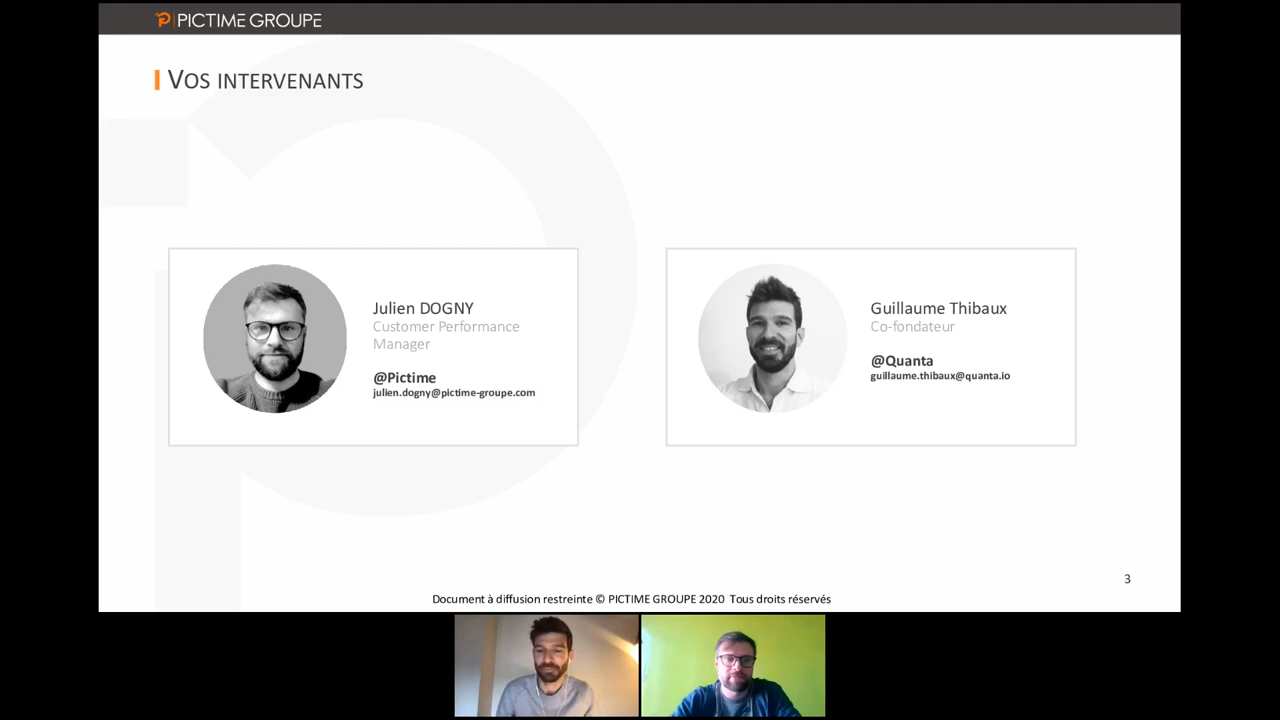 PICTIME GROUPE
VOS INTERVENANTS
Julien DOGNY
Customer Performance
Manager
@Pictime
julien.dogny@pictime-groupe.com
Guillaume Thibaux
Co-fondateur
@Quanta
guillaume.thibaux@quanta.io
3
Document à diffusion restreinte © PICTIME GROUPE 2020 Tous droits réservés